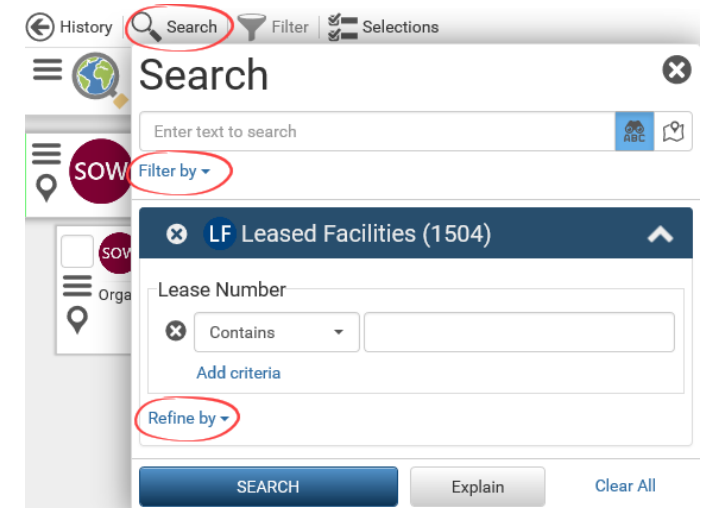 History Search Filter Selections
Search
Enter text to search
ABC
SOW
Filter by
LF Leased Facilities (1504)
Lease Number
Orga
Contains
Add criteria
Refine by
SEARCH Explain Clear All